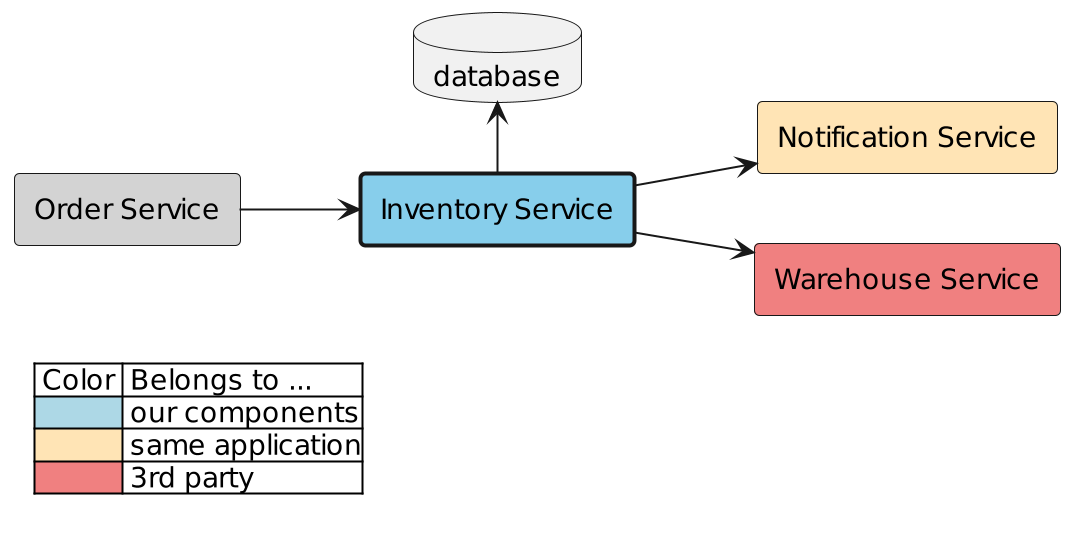 database
Notification Service
Order Service
Inventory Service
Warehouse Service
Color Belongs to ...
our components
same application
3rd party